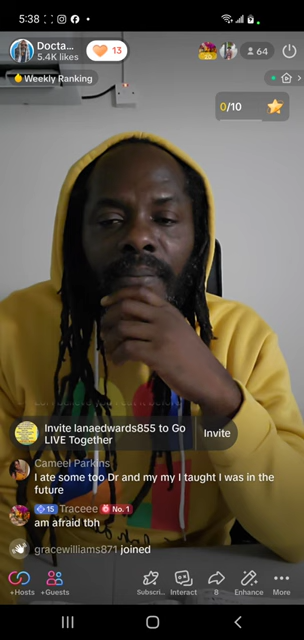 5:38
Docta...
5.4K likes
13
20
64
Weekly Ranking
0/10
Invite lanaedwards855 to Go
LIVE Together
Invite
Cameel Parkins
I ate some too Dr and my my I taught I was in the
future
15 Traceee No. 1
am afraid tbh
gracewilliams871 joined
+Hosts
+Guests
Subscri...
Interact
8
Enhance
More